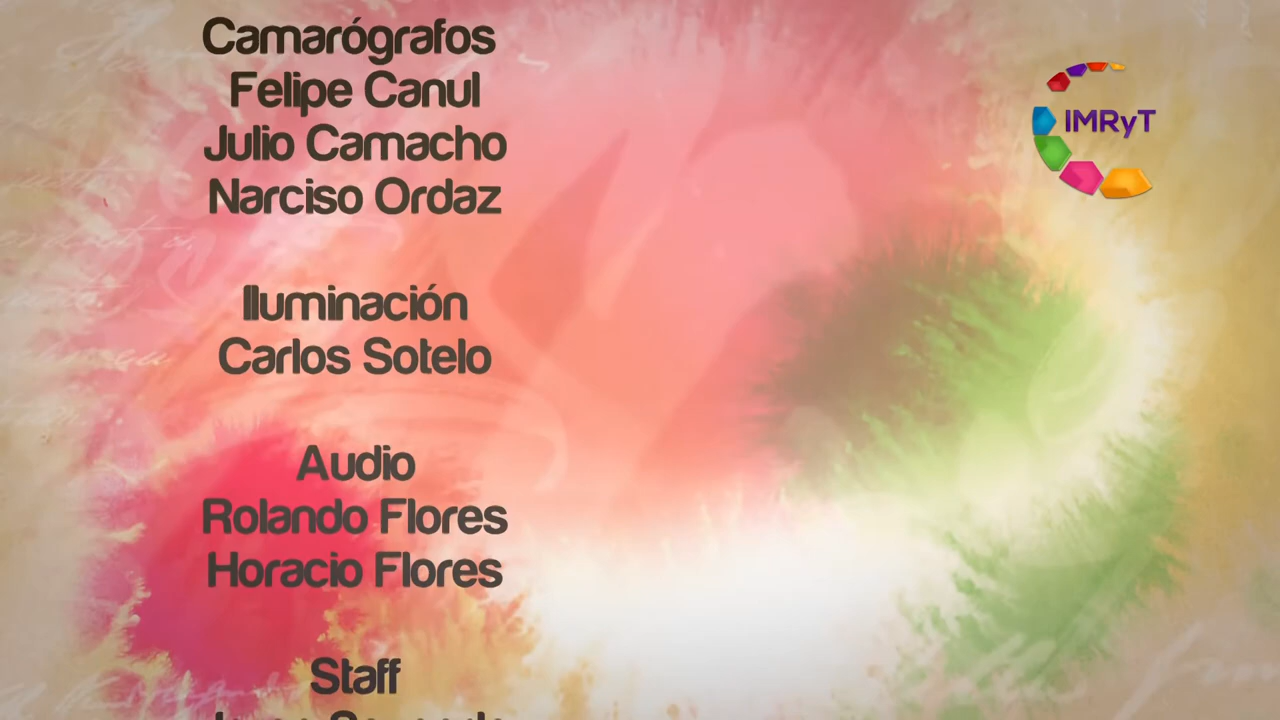 Camarógrafos
Felipe Canul
Julio Camacho
Narciso Ordaz
IMRyT
Iluminación
Carlos Sotelo
Audio
Rolando Flores
Horacio Flores
Staff